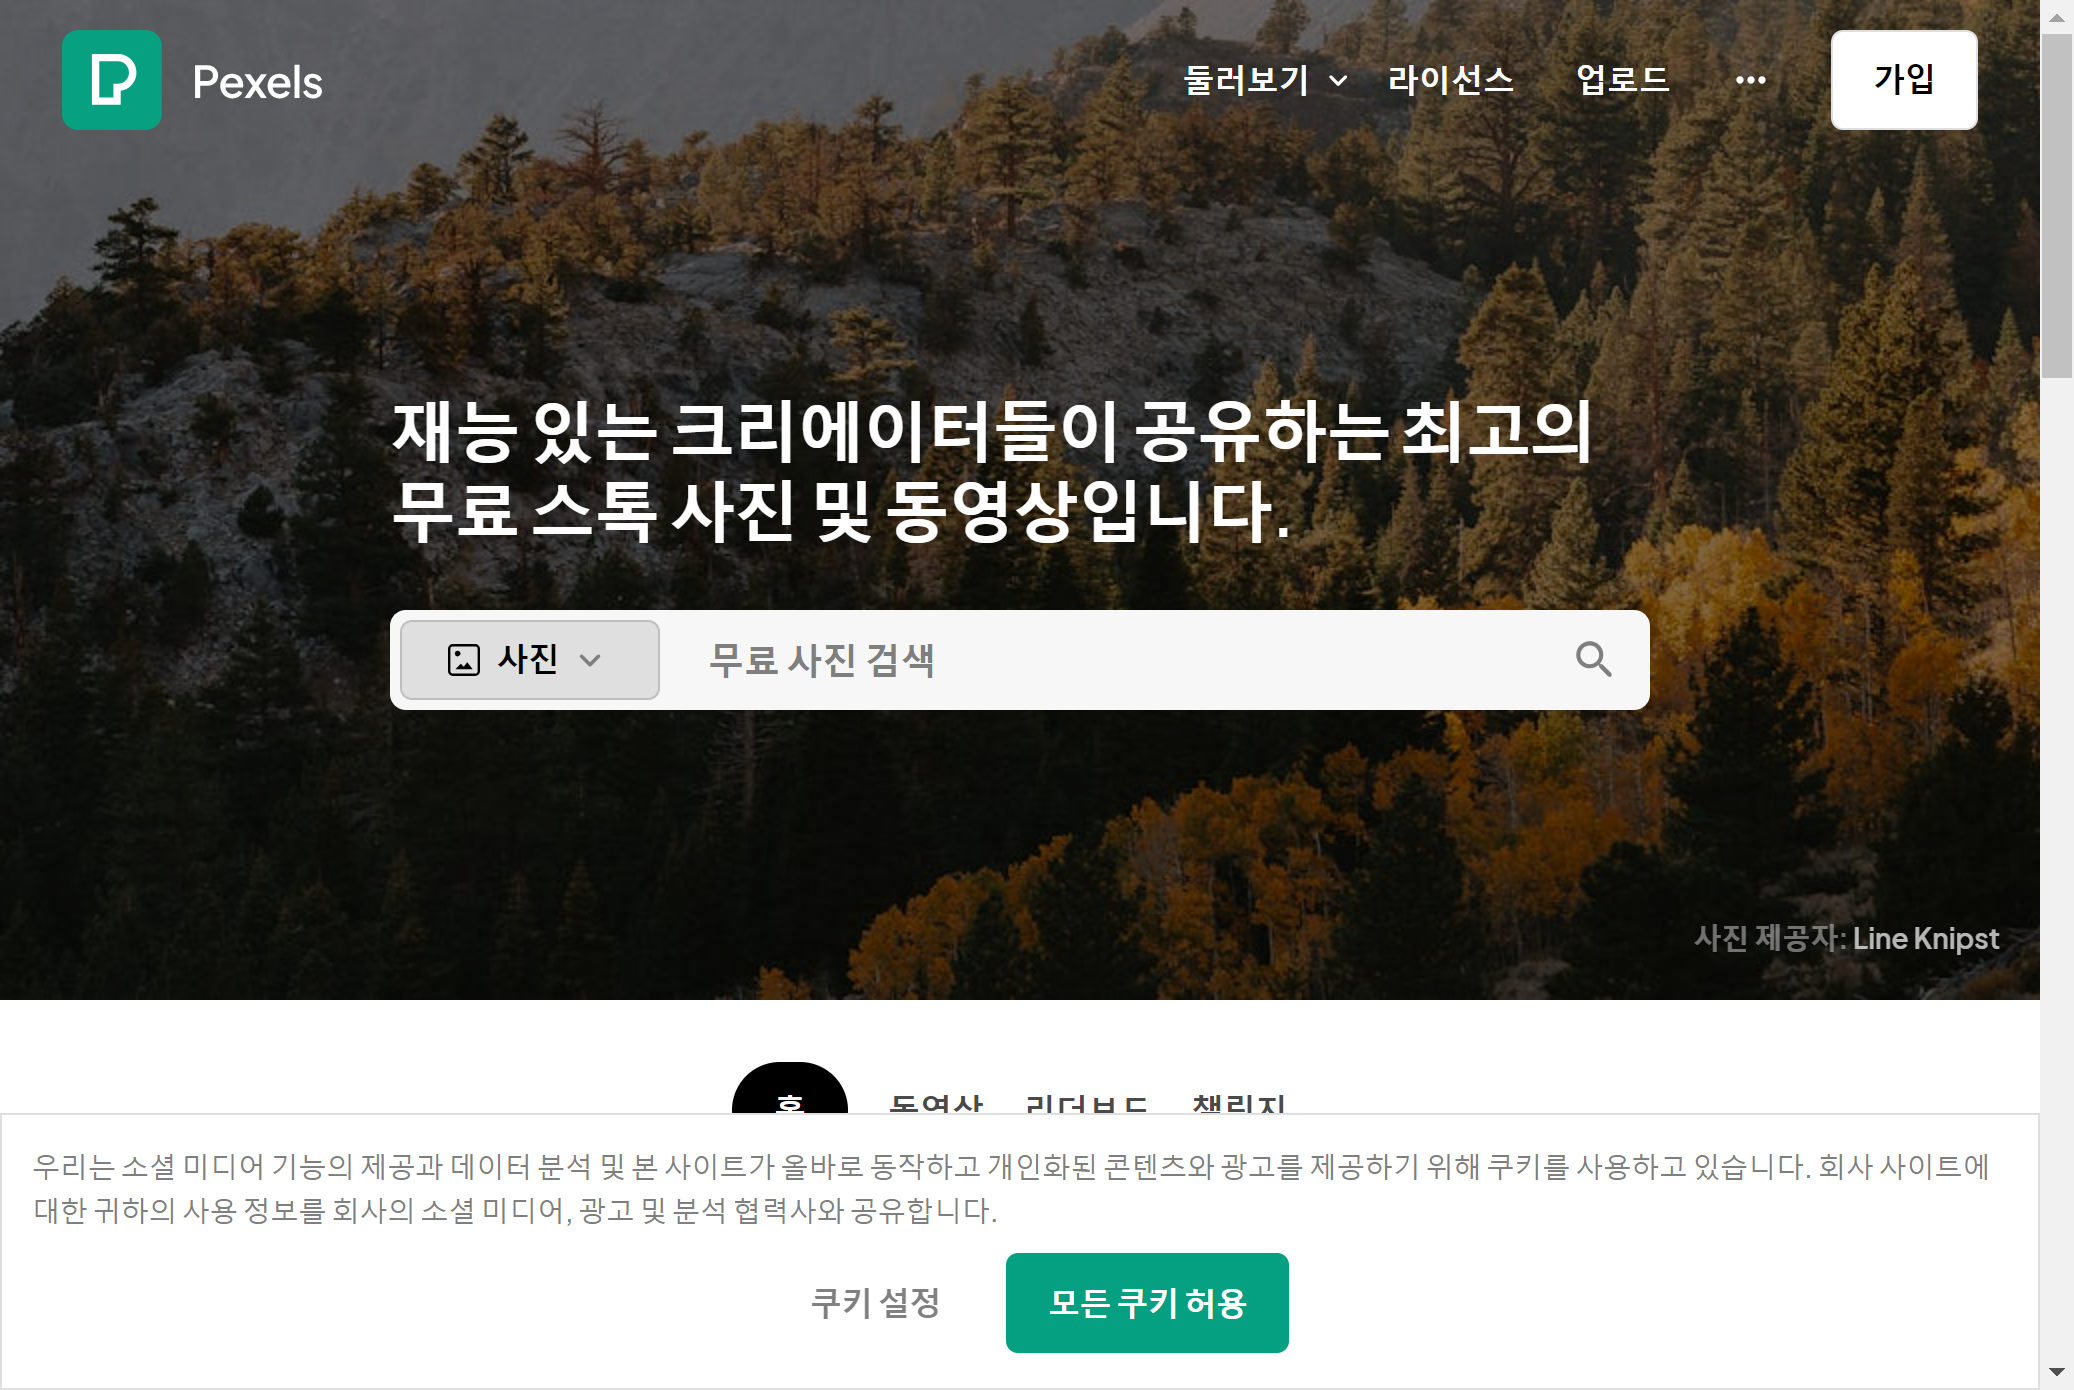 Pexels
둘러보기
라이선스
업로드
가입
재능 있는 크리에이터들이 공유하는 최고의
무료 스톡 사진 및 동영상입니다.
사진
무료 사진 검색
사진 제공자: Line Knipst
홈
동영상
리더보드
챌린지
우리는 소셜 미디어 기능의 제공과 데이터 분석 및 본 사이트가 올바로 동작하고 개인화된 콘텐츠와 광고를 제공하기 위해 쿠키를 사용하고 있습니다. 회사 사이트에
대한 귀하의 사용 정보를 회사의 소셜 미디어, 광고 및 분석 협력사와 공유합니다.
쿠키 설정
모든 쿠키 허용